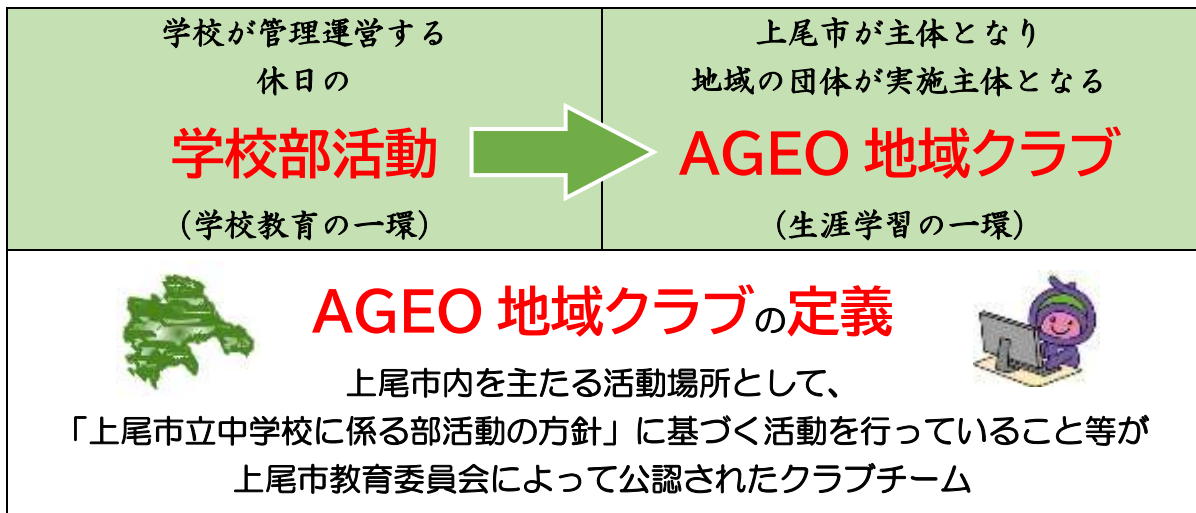 学校が管理運営する
休日の
学校部活動
(学校教育の一環)
上尾市が主体となり
地域の団体が実施主体となる
AGEO 地域クラブ
(生涯学習の一環)
AGEO 地域クラブの定義
上尾市内を主たる活動場所として、
「上尾市立中学校に係る部活動の方針」に基づく活動を行っていること等が
上尾市教育委員会によって公認されたクラブチーム